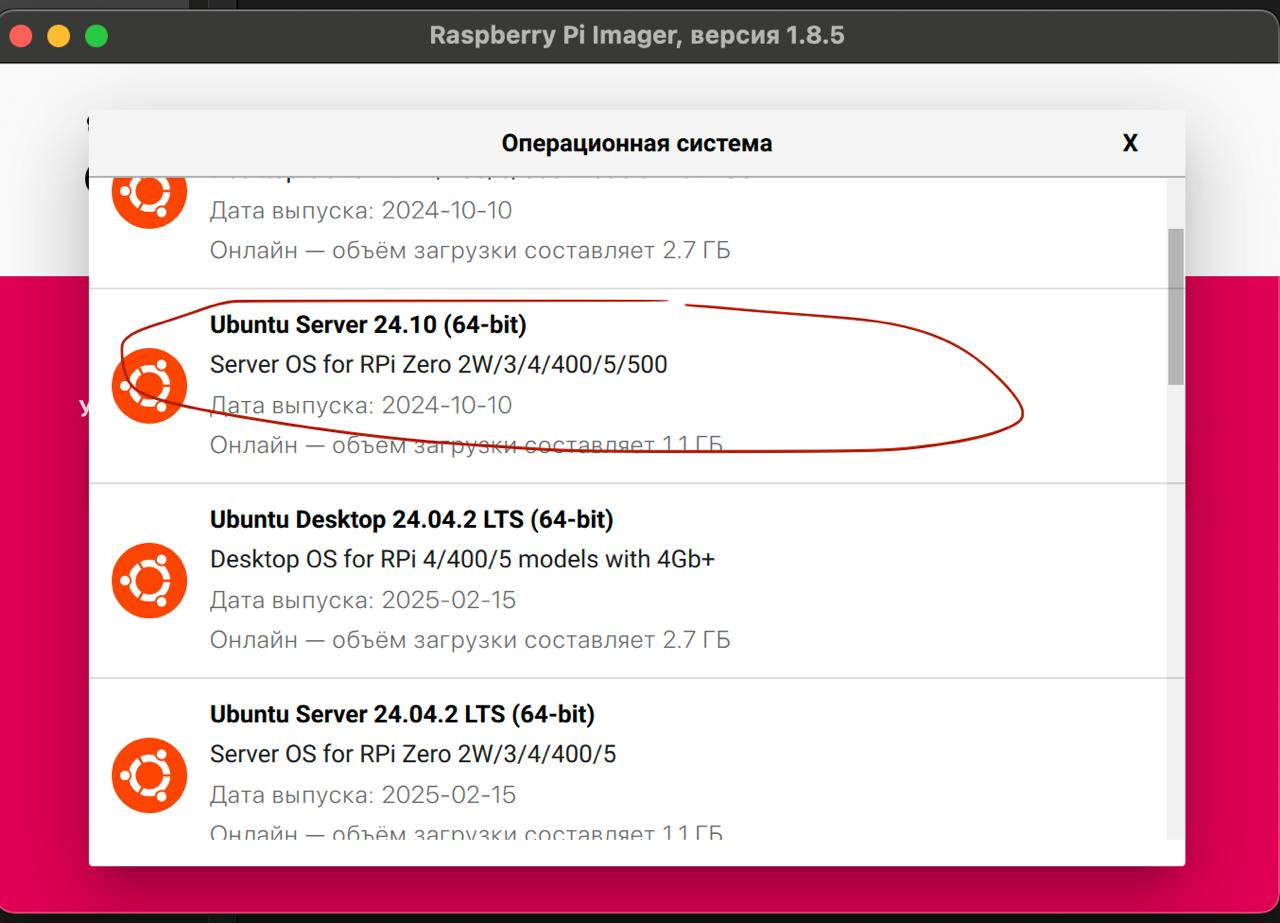 Raspberry Pi Imager, версия 1.8.5
Операционная система
X
Дата выпуска: 2024-10-10
Онлайн — объём загрузки составляет 2.7 ГБ
Ubuntu Server 24.10 (64-bit)
Server OS for RPi Zero 2W/3/4/400/5/500
Дата выпуска: 2024-10-10
Онлайн — объём загрузки составляет 1.1 ГБ
Ubuntu Desktop 24.04.2 LTS (64-bit)
Desktop OS for RPi 4/400/5 models with 4Gb+
Дата выпуска: 2025-02-15
Онлайн — объём загрузки составляет 2.7 ГБ
Ubuntu Server 24.04.2 LTS (64-bit)
Server OS for RPi Zero 2W/3/4/400/5
Дата выпуска: 2025-02-15
Онлайн — объём загрузки составляет 1.1 ГБ